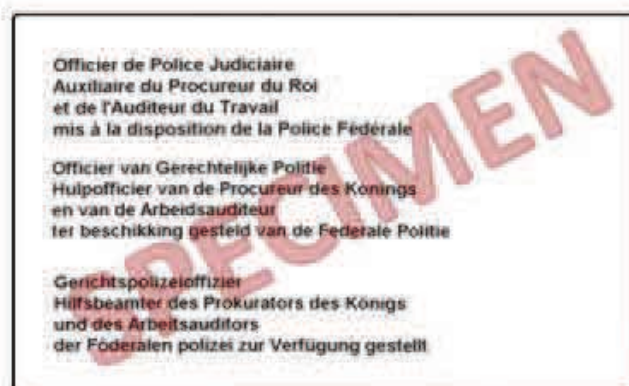 Officier de Police Judiciaire
Auxiliaire du Procureur du Roi
et de l'Auditeur du Travail
mis à la disposition de la Police Fédérale
Officier van Gerechtelijke Politie
Hulpofficier van de Procureur des Konings
en van de Arbeidsauditeur
ter beschikking gesteld van de Federale Politie
Gerichtspolizeioffizier
Hilfsbeamter des Prokurators des Königs
und des Arbeitsauditors
der Föderalen polizei zur Verfügung gestellt
SPECIMEN